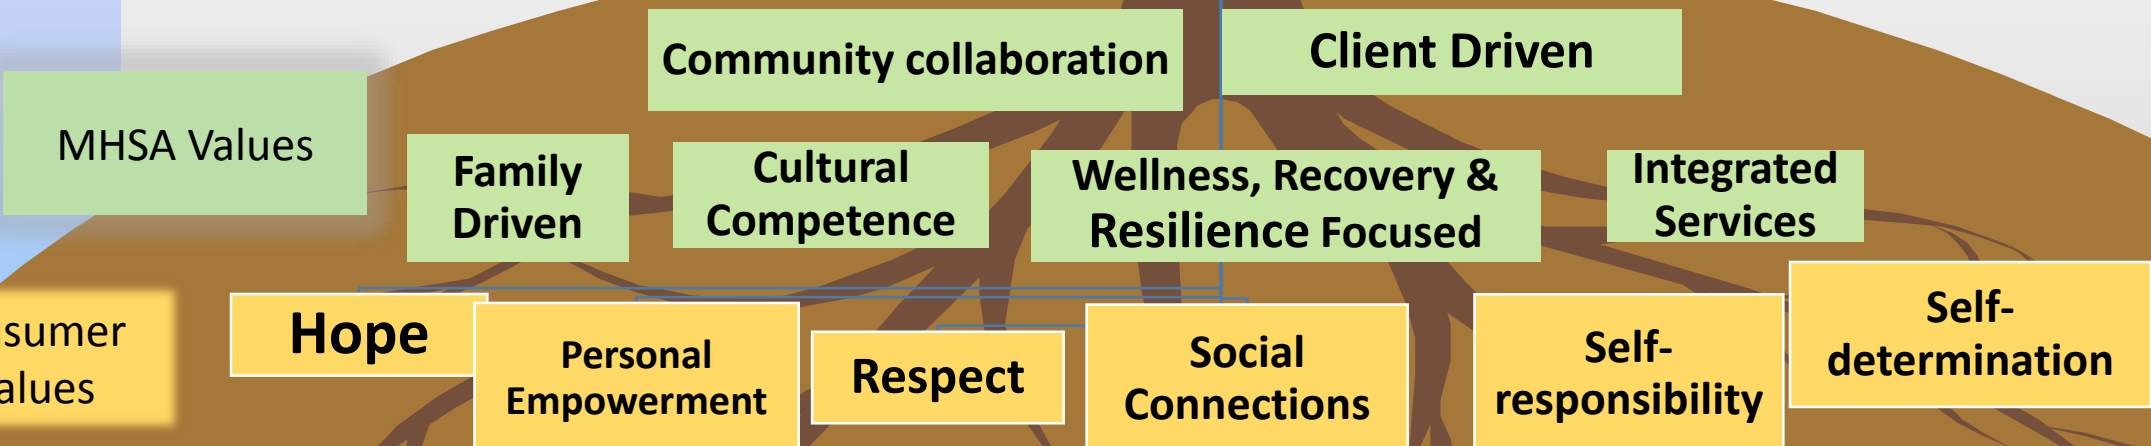 Community collaboration
Client Driven
MHSA Values
Family
Driven
Cultural
Competence
Wellness, Recovery &
Resilience Focused
Integrated
Services
Hope
Personal
Empowerment
Respect
Social
Connections
Self-
responsibility
Self-
determination